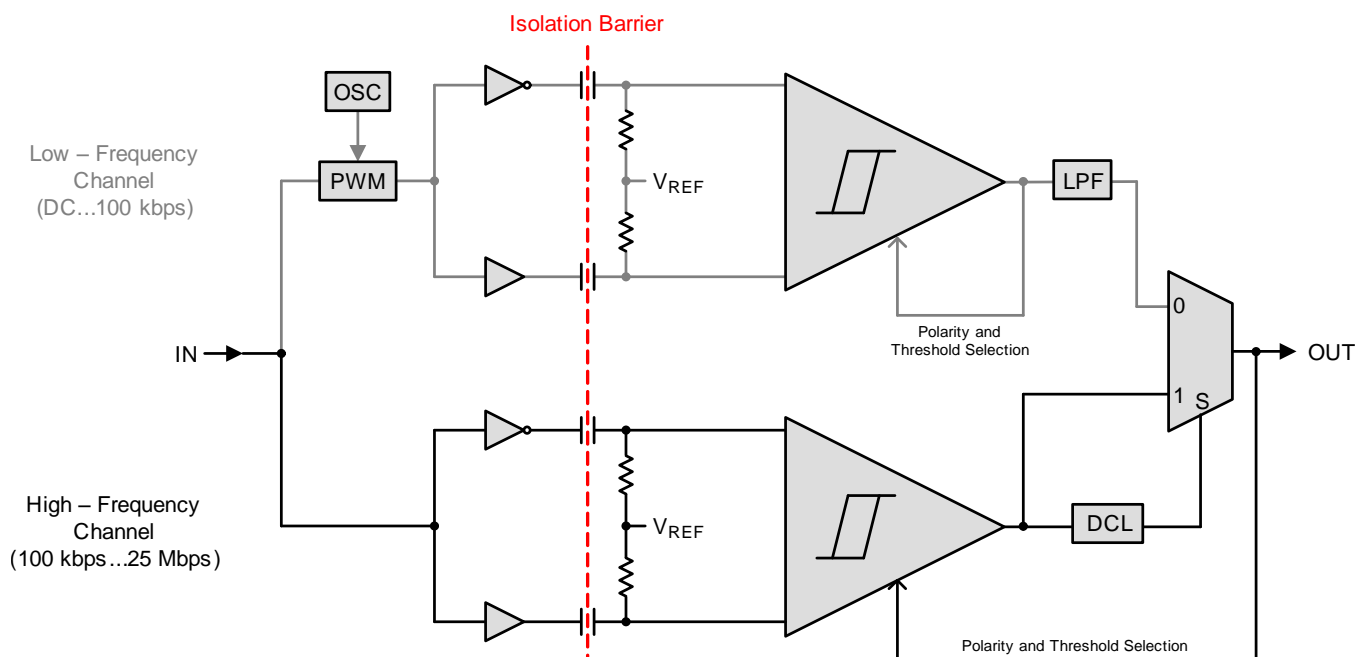 Isolation Barrier
OSC
Low – Frequency
Channel
(DC...100 kbps)
PWM
VREF
LPF
Polarity and
Threshold Selection
0
IN
OUT
1
S
High – Frequency
Channel
(100 kbps...25 Mbps)
VREF
DCL
Polarity and Threshold Selection